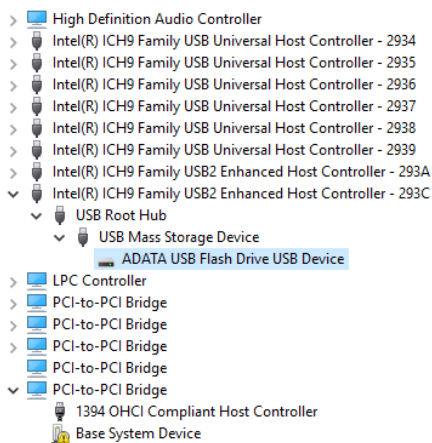 High Definition Audio Controller
Intel(R) ICH9 Family USB Universal Host Controller - 2934
Intel(R) ICH9 Family USB Universal Host Controller - 2935
Intel(R) ICH9 Family USB Universal Host Controller - 2936
Intel(R) ICH9 Family USB Universal Host Controller - 2937
Intel(R) ICH9 Family USB Universal Host Controller - 2938
Intel(R) ICH9 Family USB Universal Host Controller - 2939
Intel(R) ICH9 Family USB2 Enhanced Host Controller - 293A
Intel(R) ICH9 Family USB2 Enhanced Host Controller - 293C
USB Root Hub
USB Mass Storage Device
ADATA USB Flash Drive USB Device
LPC Controller
PCI-to-PCI Bridge
PCI-to-PCI Bridge
PCI-to-PCI Bridge
PCI-to-PCI Bridge
PCI-to-PCI Bridge
1394 OHCI Compliant Host Controller
Base System Device